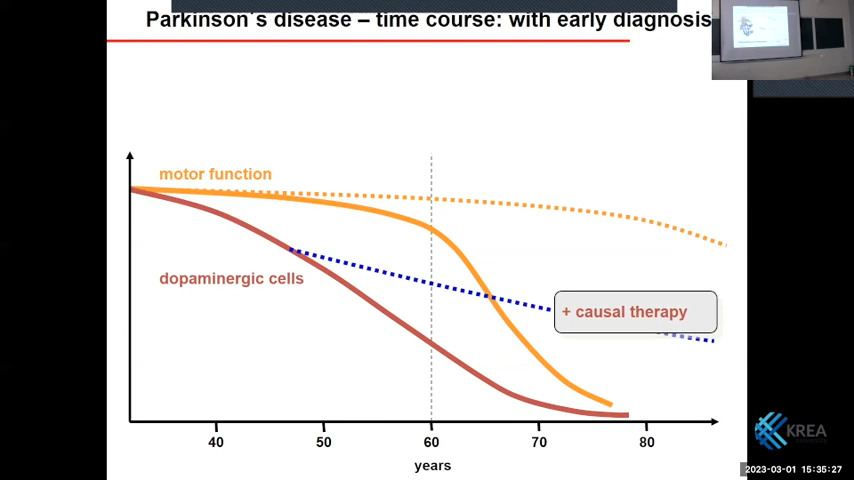 Parkinson's disease – time course: with early diagnosis
motor function
dopaminergic cells
+ causal therapy
40
50
60
70
80
years
KREA
2023-03-01 15:35:27